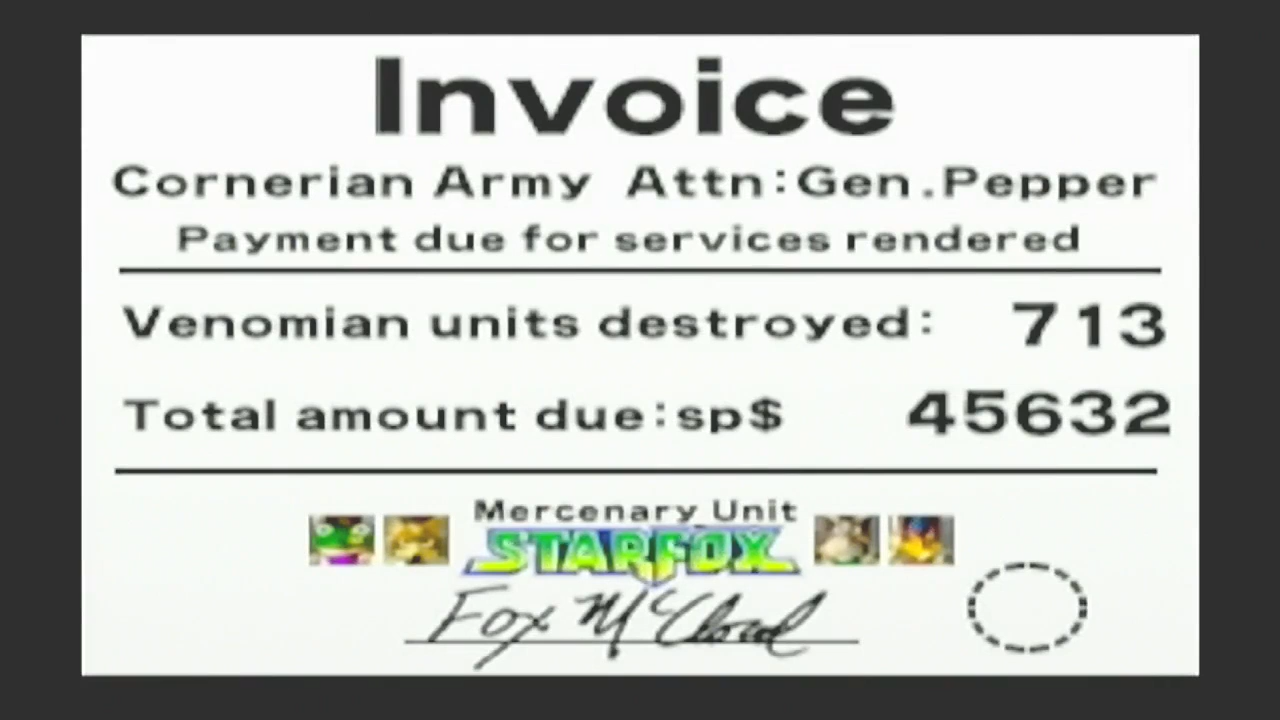 Invoice
Cornerian Army Attn:Gen.Pepper
Payment due for services rendered
Venomian units destroyed: 713
Total amount due:sp$ 45632
Mercenary Unit
STARFOX
Fox McCloud